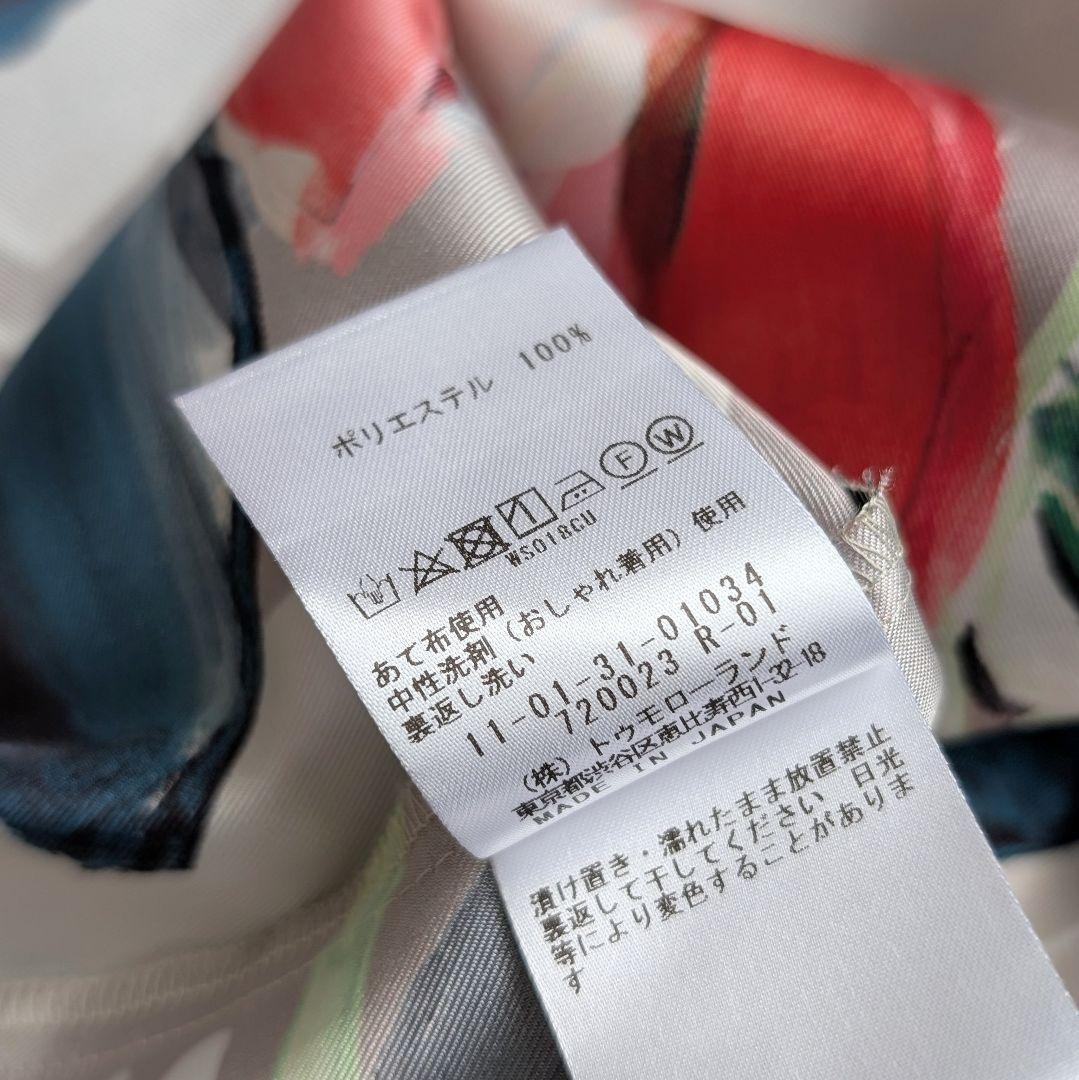 ポリエステル 100%
F W
WS018CU
あて布使用
中性洗剤(おしゃれ着用)使用
裏返し洗い
11-01-31-01034
720023 R-01
(株) トゥモローランド
東京都渋谷区恵比寿西1-32-18
MADE IN JAPAN
漬け置き・濡れたまま放置禁止
裏返して干してください 日光
等により変色することがありま
す